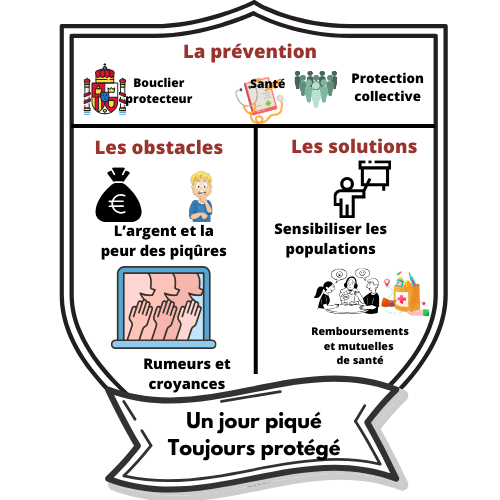 La prévention
Bouclier
protecteur
Santé
Protection
collective
Les obstacles
L'argent et la
peur des piqûres
Rumeurs et
croyances
Les solutions
Sensibiliser les
populations
Remboursements
et mutuelles
de santé
Un jour piqué
Toujours protégé